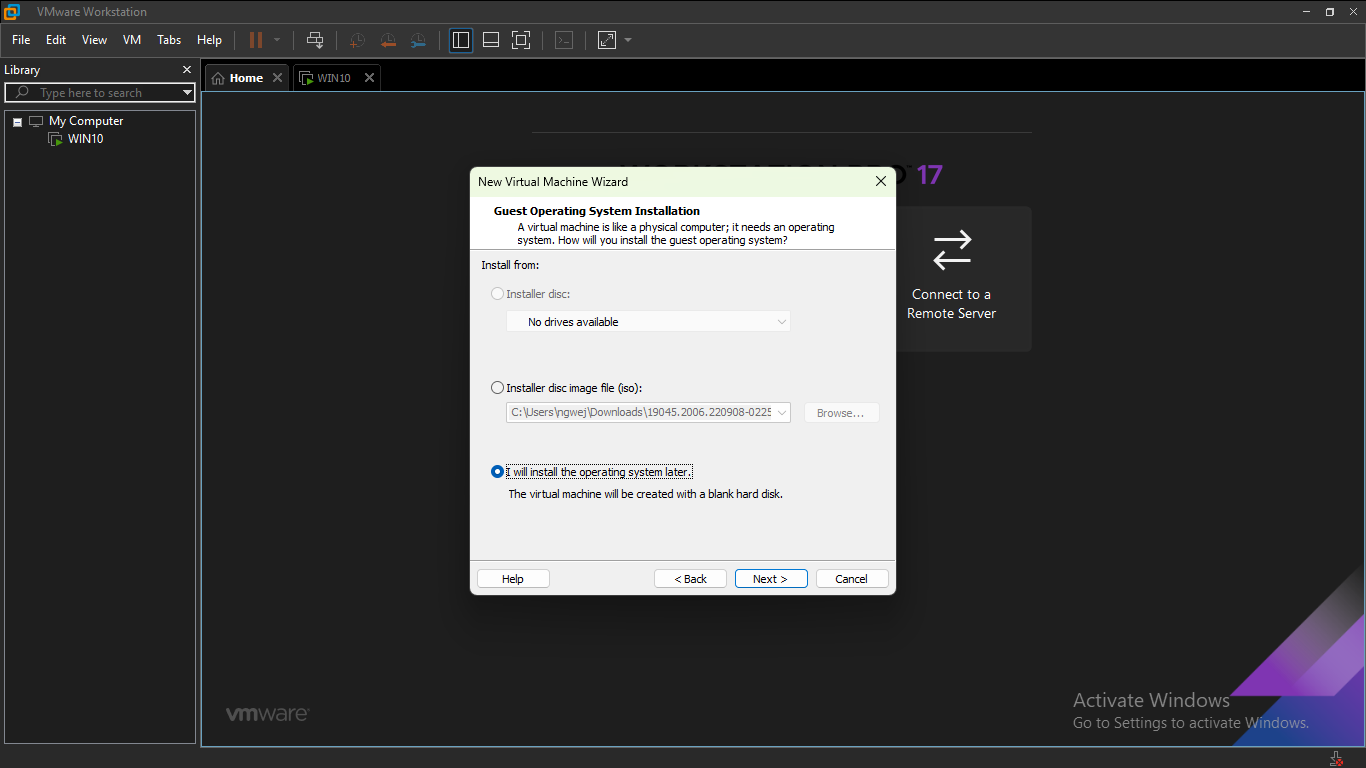 VMware Workstation
File Edit View VM Tabs Help
Library
Type here to search
My Computer
WIN10
Home
WIN10
17
Connect to a
Remote Server
New Virtual Machine Wizard
Guest Operating System Installation
A virtual machine is like a physical computer; it needs an operating
system. How will you install the guest operating system?
Install from:
Installer disc:
No drives available
Installer disc image file (iso):
C:\Users\ngwej\Downloads\19045.2006.220908-0225
Browse...
I will install the operating system later.
The virtual machine will be created with a blank hard disk.
Help
< Back
Next >
Cancel
vmware
Activate Windows
Go to Settings to activate Windows.